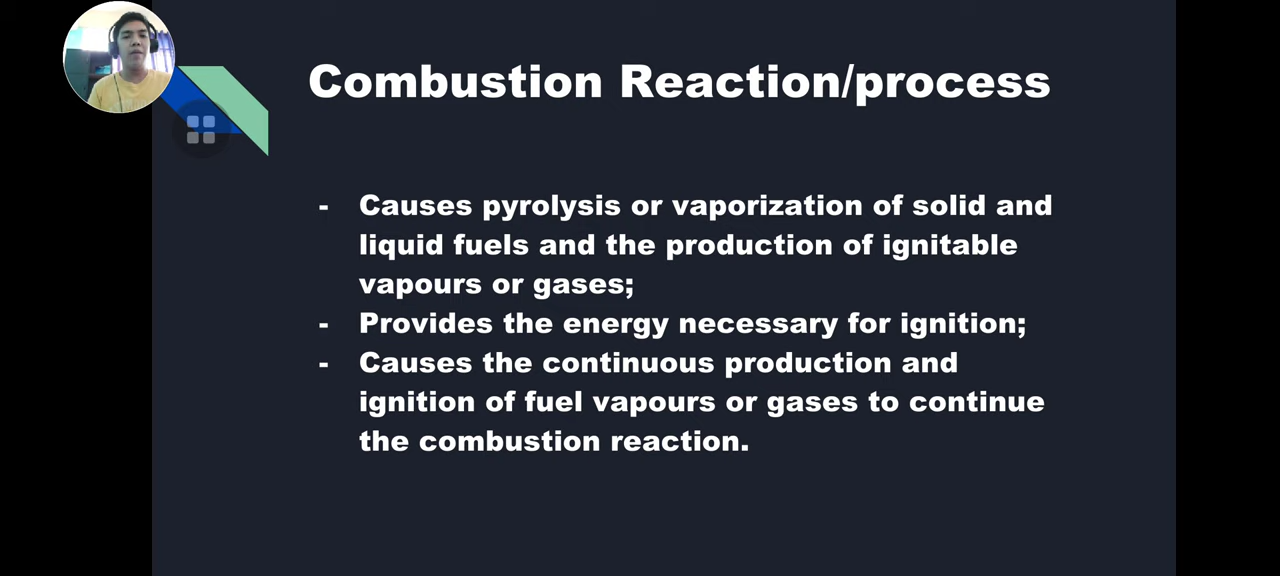 Combustion Reaction/process
- Causes pyrolysis or vaporization of solid and
liquid fuels and the production of ignitable
vapours or gases;
- Provides the energy necessary for ignition;
- Causes the continuous production and
ignition of fuel vapours or gases to continue
the combustion reaction.